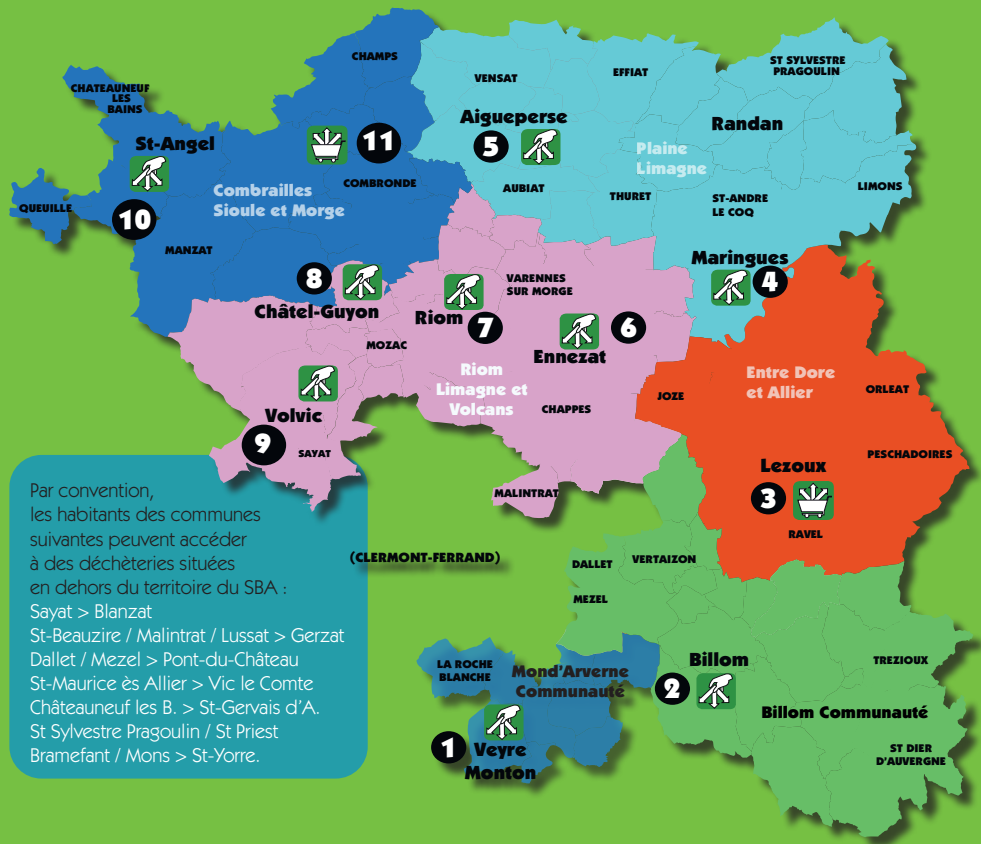 CHAMPS
ST SYLVESTRE
PRAGOULIN
EFFIAT
VENSAT
CHATEAUNEUF
LES
BAINS
Aigueperse
5
Randan
St-Angel
11
Plaine
Limagne
Combrailles
Sioule et Morge
COMBRONDE
AUBIAT
THURET
ST-ANDRE
LE COQ
LIMONS
QUEUILLE
10
MANZAT
Maringues
4
8
Châtel-Guyon
VARENNES
SUR MORGE
Riom
7
6
Ennezat
MOZAC
Riom
Limagne et
Volcans
CHAPPES
JOZE
Entre Dore
et Allier
ORLEAT
Volvic
9
SAYAT
PESCHADOIRES
Lezoux
3
RAVEL
MALINTRAT
Par convention,
les habitants des communes
suivantes peuvent accéder
à des déchèteries situées
en dehors du territoire du SBA :
Sayat > Blanzat
St-Beauzire / Malintrat / Lussat > Gerzat
Dallet / Mezel > Pont-du-Château
St-Maurice ès Allier > Vic le Comte
Châteauneuf les B. > St-Gervais d'A.
St Sylvestre Pragoulin / St Priest
Bramefant / Mons > St-Yorre.
(CLERMONT-FERRAND)
DALLET
VERTAIZON
MEZEL
LA ROCHE
BLANCHE
Mond'Arverne
Communauté
Billom
2
TREZIOUX
Billom Communauté
1
Veyre
Monton
ST DIER
D'AUVERGNE